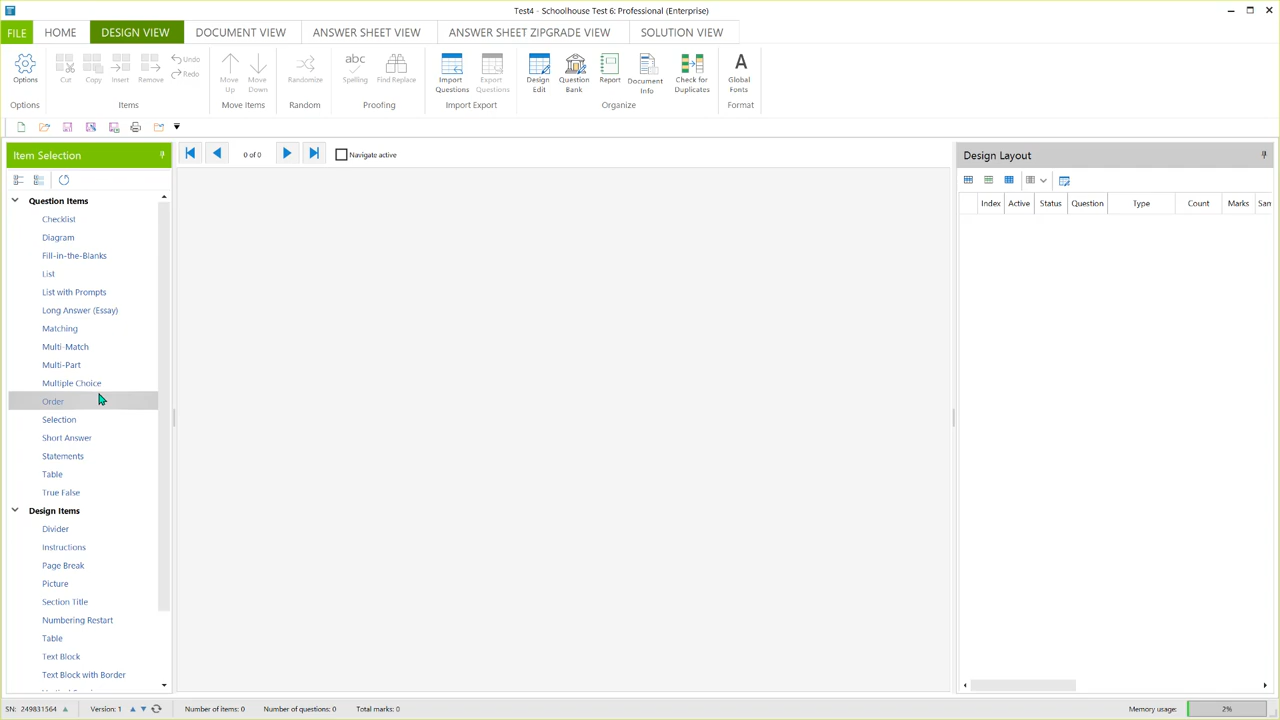 Test4 - Schoolhouse Test 6: Professional (Enterprise)
FILE HOME DESIGN VIEW DOCUMENT VIEW ANSWER SHEET VIEW ANSWER SHEET ZIPGRADE VIEW SOLUTION VIEW
Options Cut Copy Insert Remove Undo Redo Move Up Move Down Randomize Spelling Find Replace Import Questions Export Questions Design Edit Question Bank Report Document Info Check for Duplicates Global Fonts
Options Items Move Items Random Proofing Import Export Organize Format
Item Selection
0 of 0 Navigate active
Design Layout
Index Active Status Question Type Count Marks Sam
Question Items
Checklist
Diagram
Fill-in-the-Blanks
List
List with Prompts
Long Answer (Essay)
Matching
Multi-Match
Multi-Part
Multiple Choice
Order
Selection
Short Answer
Statements
Table
True False
Design Items
Divider
Instructions
Page Break
Picture
Section Title
Numbering Restart
Table
Text Block
Text Block with Border
SN: 249831564 Version: 1 Number of items: 0 Number of questions: 0 Total marks: 0 Memory usage: 2%